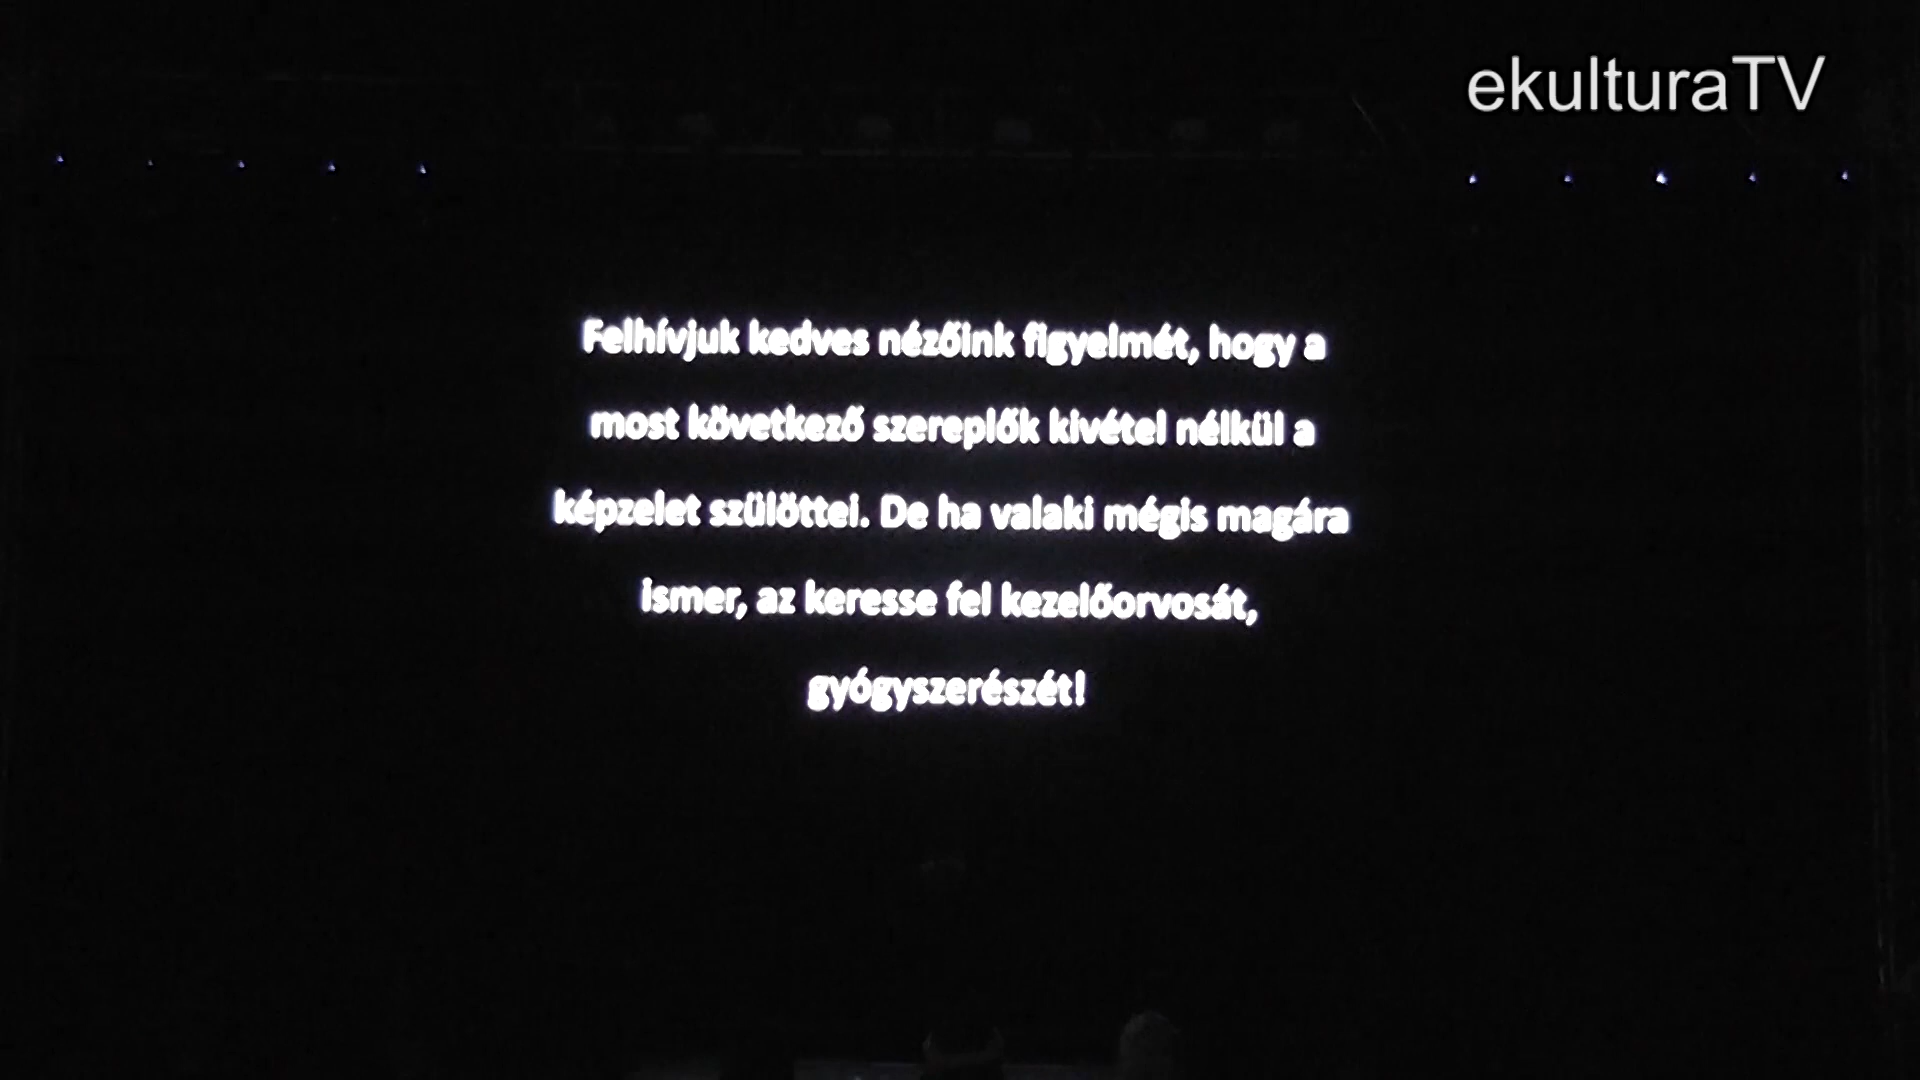 ekulturaTV
Felhívjuk kedves nézőink figyelmét, hogy a
most következő szereplők kivétel nélkül a
képzelet szülöttei. De ha valaki mégis magára
ismer, az keresse fel kezelőorvosát,
gyógyszerészét!